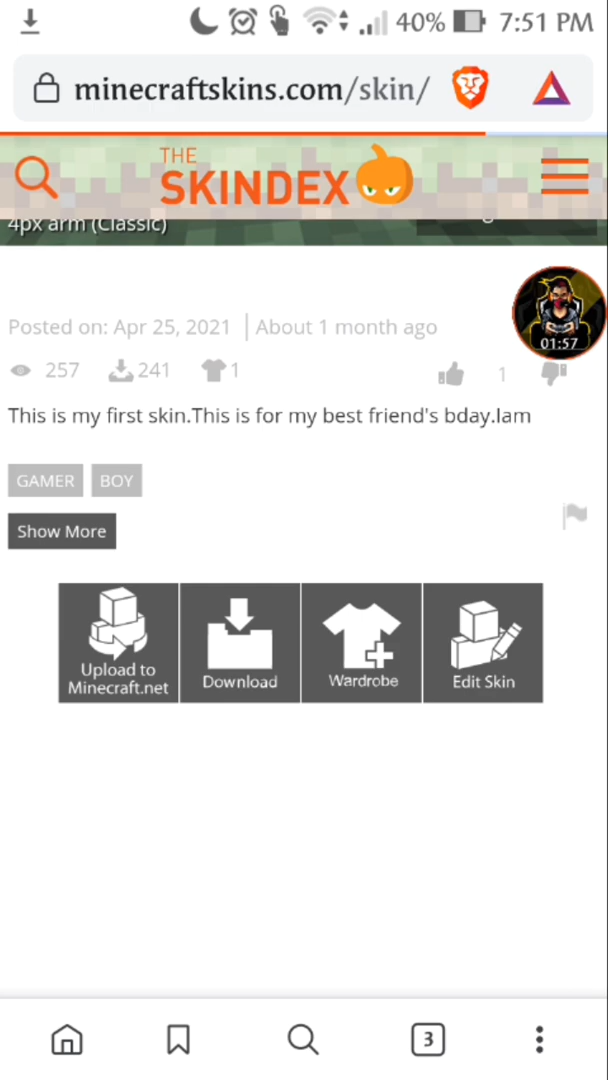 40% 7:51 PM
minecraftskins.com/skin/
THE
SKINDEX
4px arm (Classic)
Posted on: Apr 25, 2021 | About 1 month ago
01:57
257 241 1 1
This is my first skin.This is for my best friend's bday.Iam
GAMER BOY
Show More
Upload to
Minecraft.net
Download
Wardrobe
Edit Skin
3